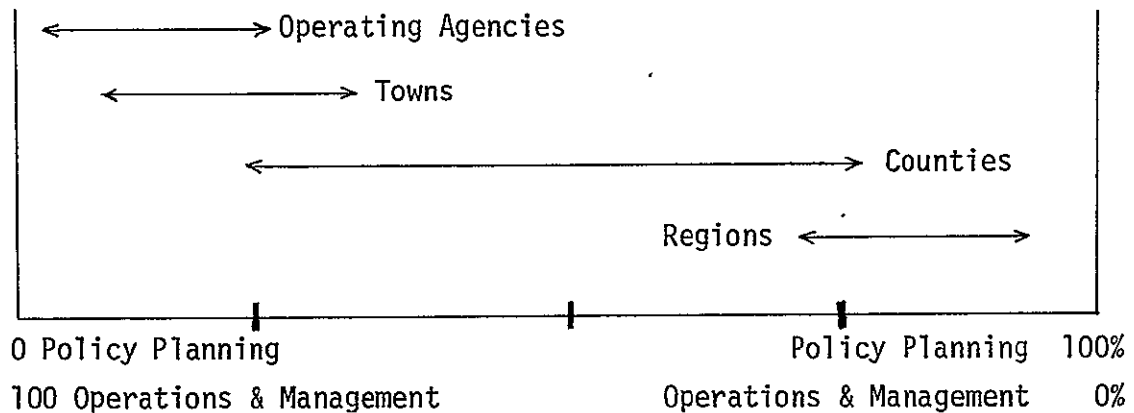 Operating Agencies
Towns
Counties
Regions
0 Policy Planning Policy Planning 100%
100 Operations & Management Operations & Management 0%